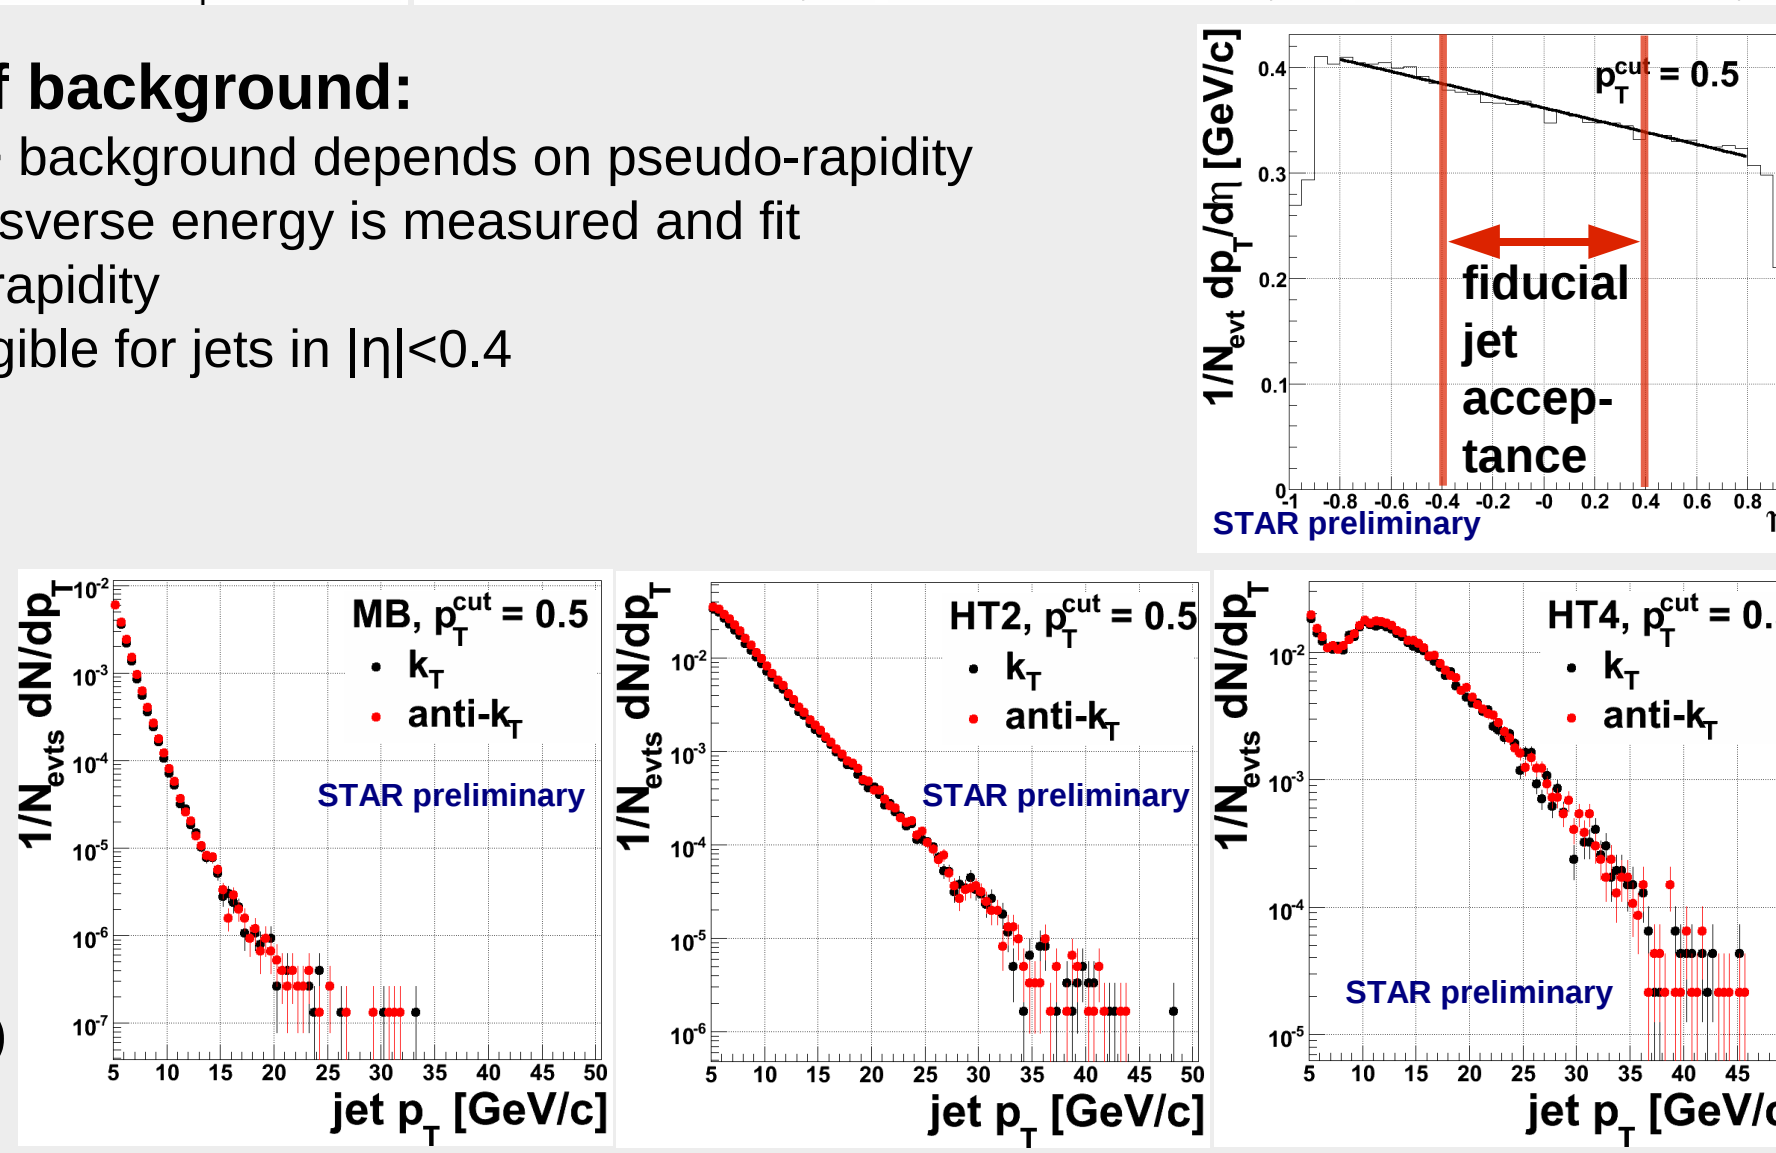 f background:
background depends on pseudo-rapidity
sverse energy is measured and fit
rapidity
gible for jets in |η|<0.4
1/N_evt dp_T/dη [GeV/c]
p_T^cut = 0.5
0.4
0.3
0.2
0.1
0
fiducial
jet
accep-
tance
-1 -0.8 -0.6 -0.4 -0.2 -0 0.2 0.4 0.6 0.8
STAR preliminary
)
1/N_evts dN/dp_T
10^-2
10^-3
10^-4
10^-5
10^-6
10^-7
MB, p_T^cut = 0.5
k_T
anti-k_T
STAR preliminary
5 10 15 20 25 30 35 40 45 50
jet p_T [GeV/c]
1/N_evts dN/dp_T
10^-2
10^-3
10^-4
10^-5
10^-6
HT2, p_T^cut = 0.5
k_T
anti-k_T
STAR preliminary
5 10 15 20 25 30 35 40 45 50
jet p_T [GeV/c]
1/N_evts dN/dp_T
10^-2
10^-3
10^-4
10^-5
HT4, p_T^cut = 0.
k_T
anti-k_T
STAR preliminary
5 10 15 20 25 30 35 40 45
jet p_T [GeV/c